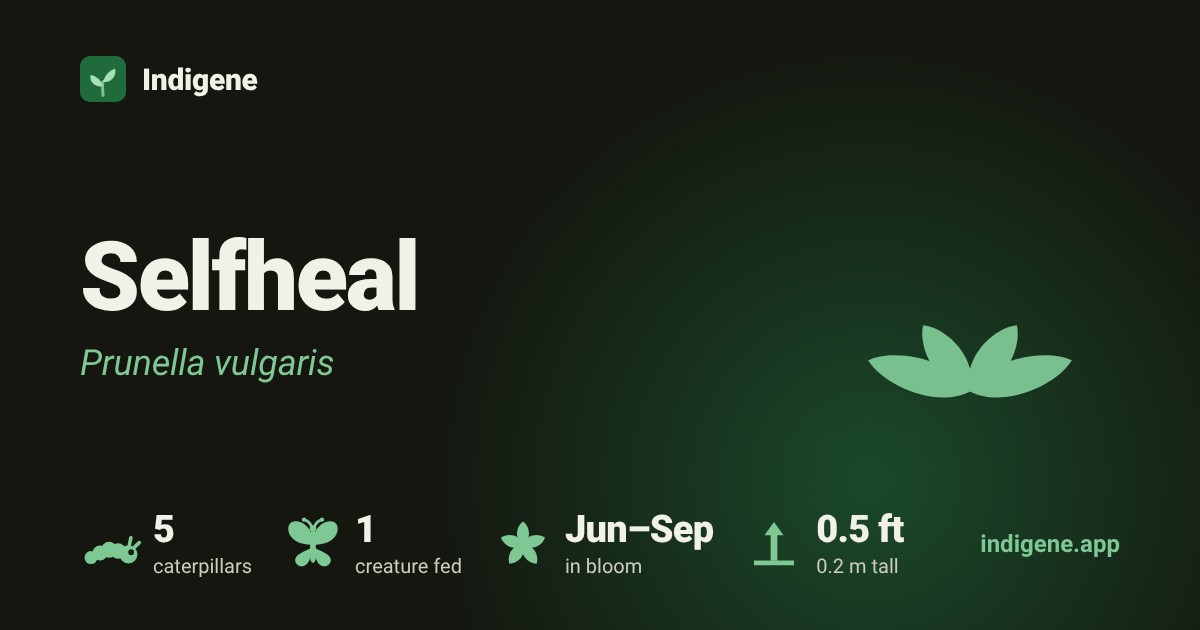 Indigene
Selfheal
Prunella vulgaris
5
caterpillars
1
creature fed
Jun–Sep
in bloom
0.5 ft
0.2 m tall
indigene.app